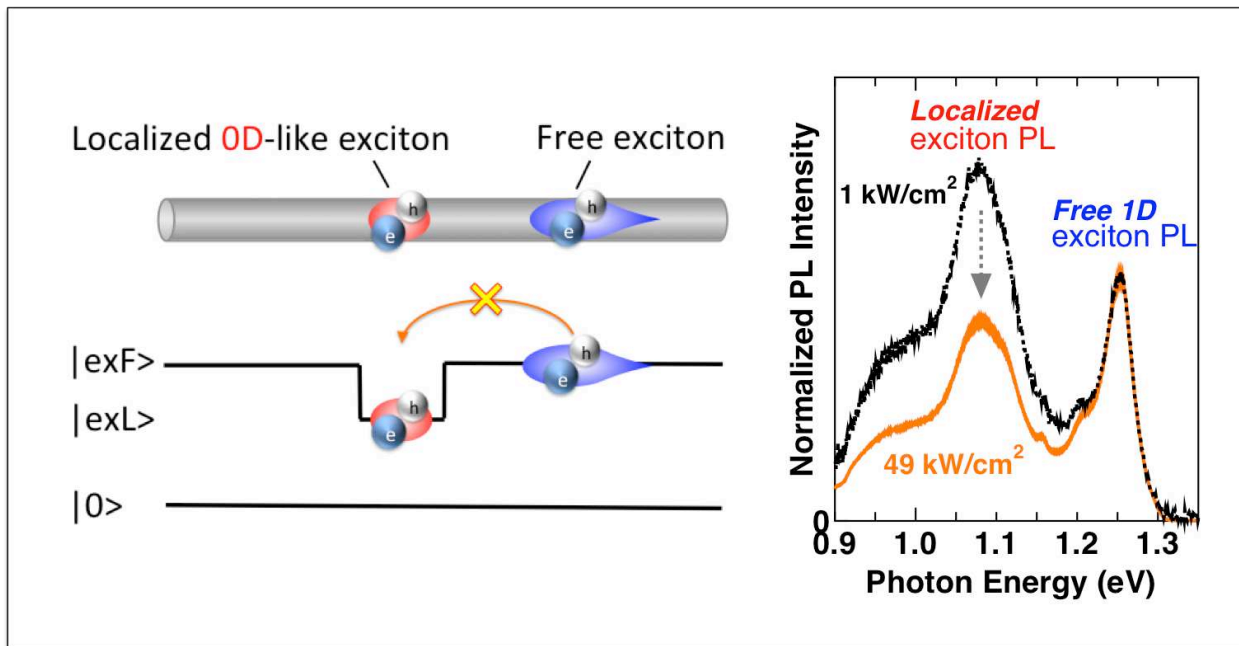 Localized 0D-like exciton
Free exciton
h
e
h
e
|exF>
|exL>
|0>
h
e
h
e
Normalized PL Intensity
Localized
exciton PL
1 kW/cm²
Free 1D
exciton PL
49 kW/cm²
0
0.9 1.0 1.1 1.2 1.3
Photon Energy (eV)